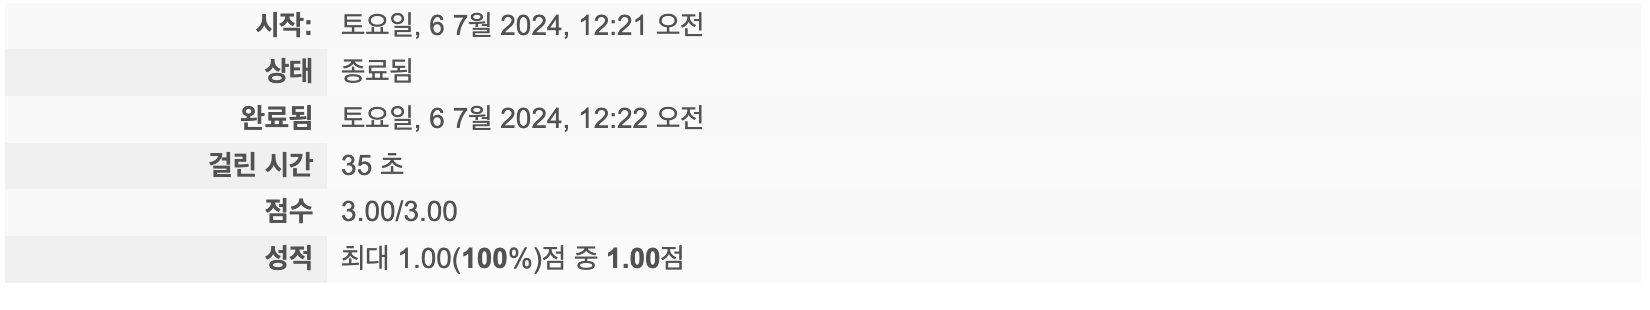 시작: 토요일, 6 7월 2024, 12:21 오전
상태 종료됨
완료됨 토요일, 6 7월 2024, 12:22 오전
걸린 시간 35 초
점수 3.00/3.00
성적 최대 1.00(100%)점 중 1.00점